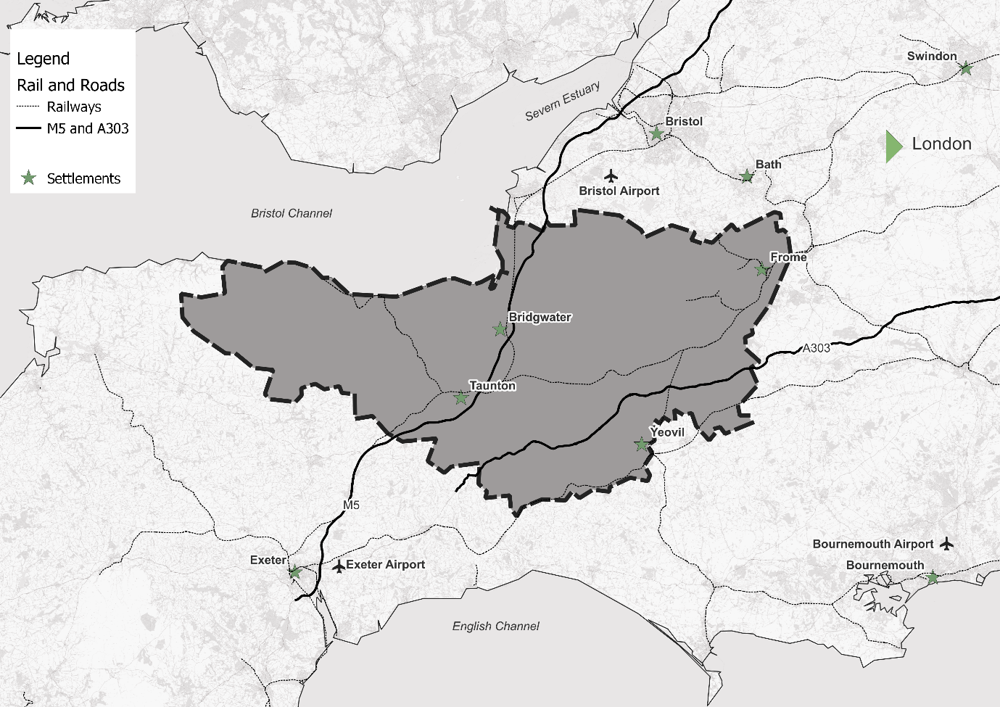 Legend
Rail and Roads
Railways
M5 and A303
Settlements
Swindon
Severn Estuary
Bristol
London
Bath
Bristol Airport
Bristol Channel
Frome
Bridgwater
A303
Taunton
Yeovil
M5
Bournemouth Airport
Exeter
Exeter Airport
Bournemouth
English Channel